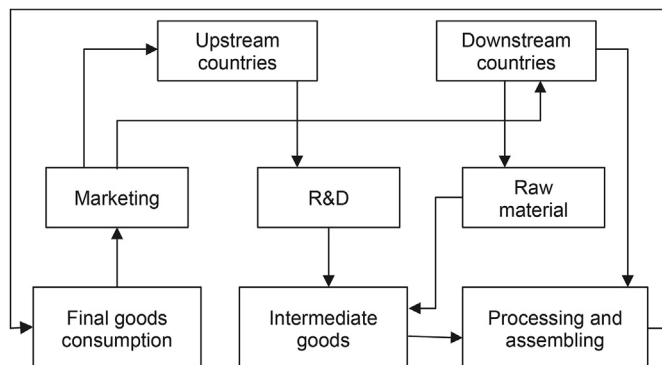 Upstream
countries
Downstream
countries
Marketing
R&D
Raw
material
Final goods
consumption
Intermediate
goods
Processing and
assembling